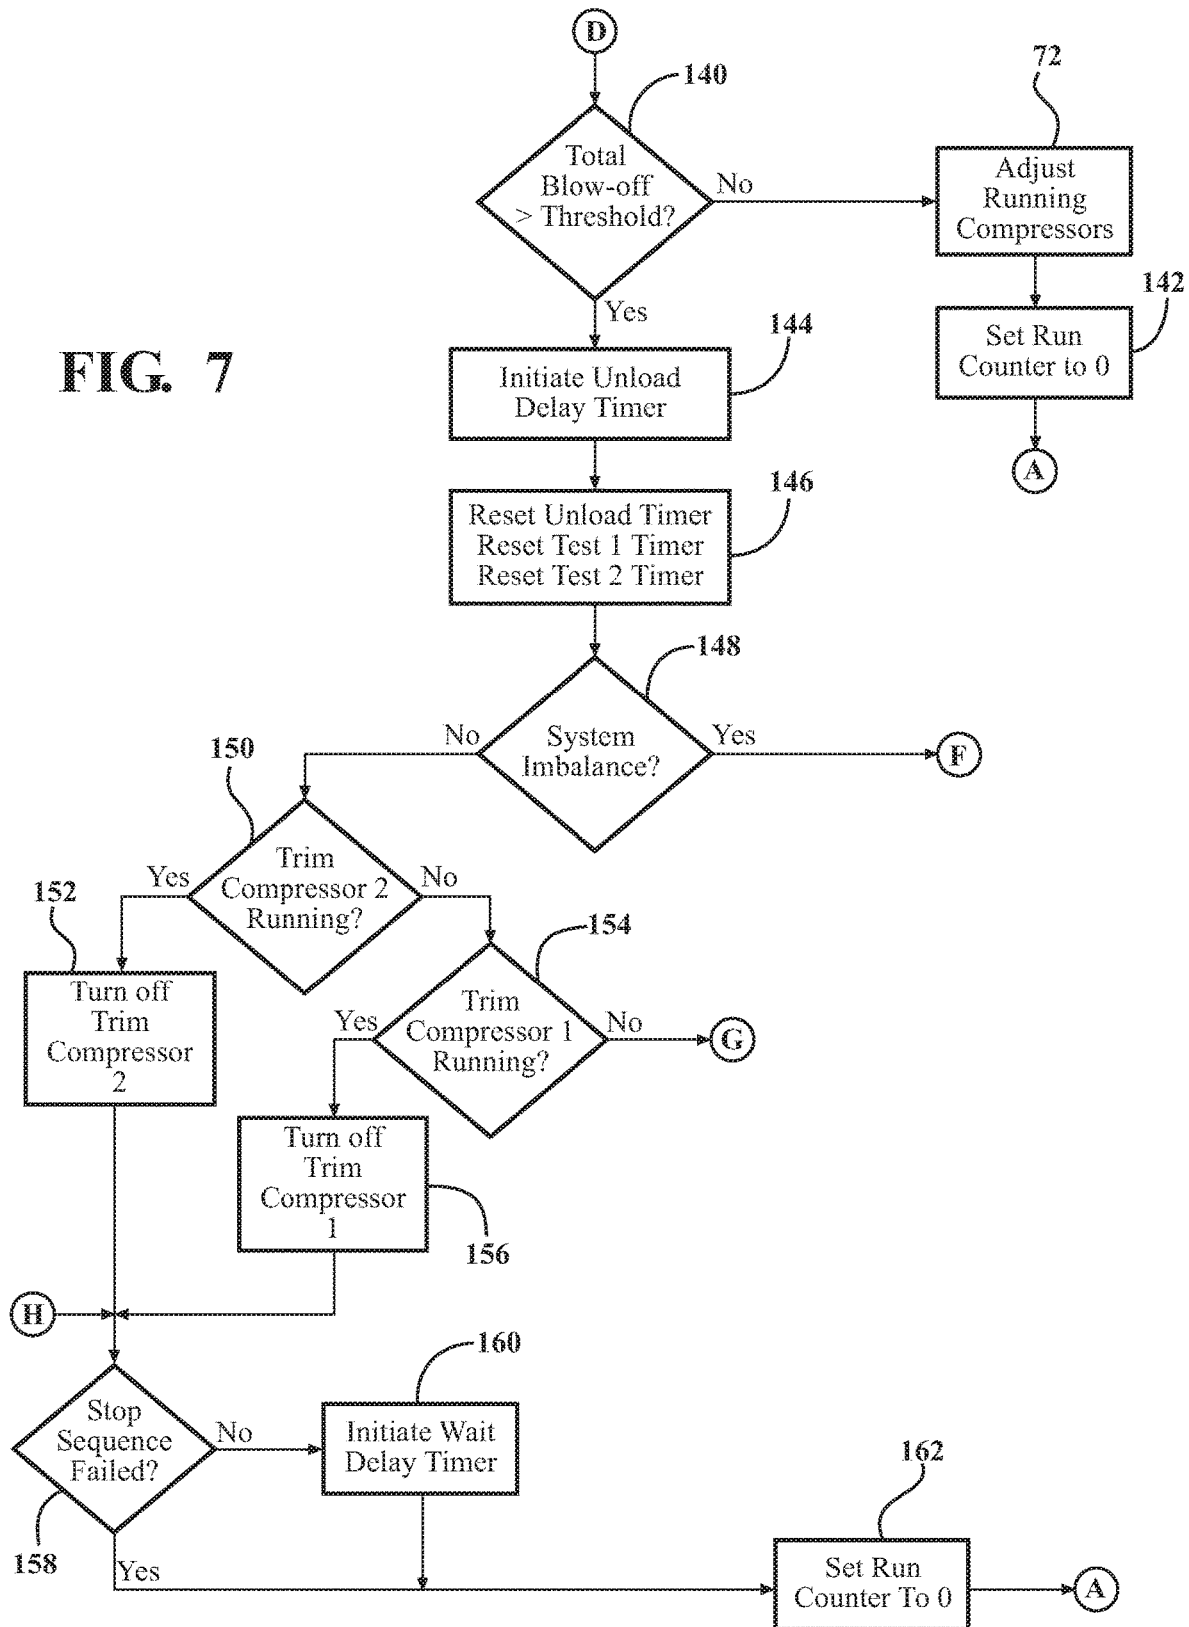 D
140
72
Total
Blow-off
> Threshold?
No
Adjust
Running
Compressors
Yes
142
144
Set Run
Counter to 0
FIG. 7
Initiate Unload
Delay Timer
A
146
Reset Unload Timer
Reset Test 1 Timer
Reset Test 2 Timer
148
No
System
Imbalance?
Yes
F
150
Trim
Compressor 2
Running?
Yes
No
152
154
Turn off
Trim
Compressor
2
Trim
Compressor 1
Running?
Yes
No
G
Turn off
Trim
Compressor
1
156
H
160
Stop
Sequence
Failed?
No
Initiate Wait
Delay Timer
162
158
Yes
Set Run
Counter To 0
A